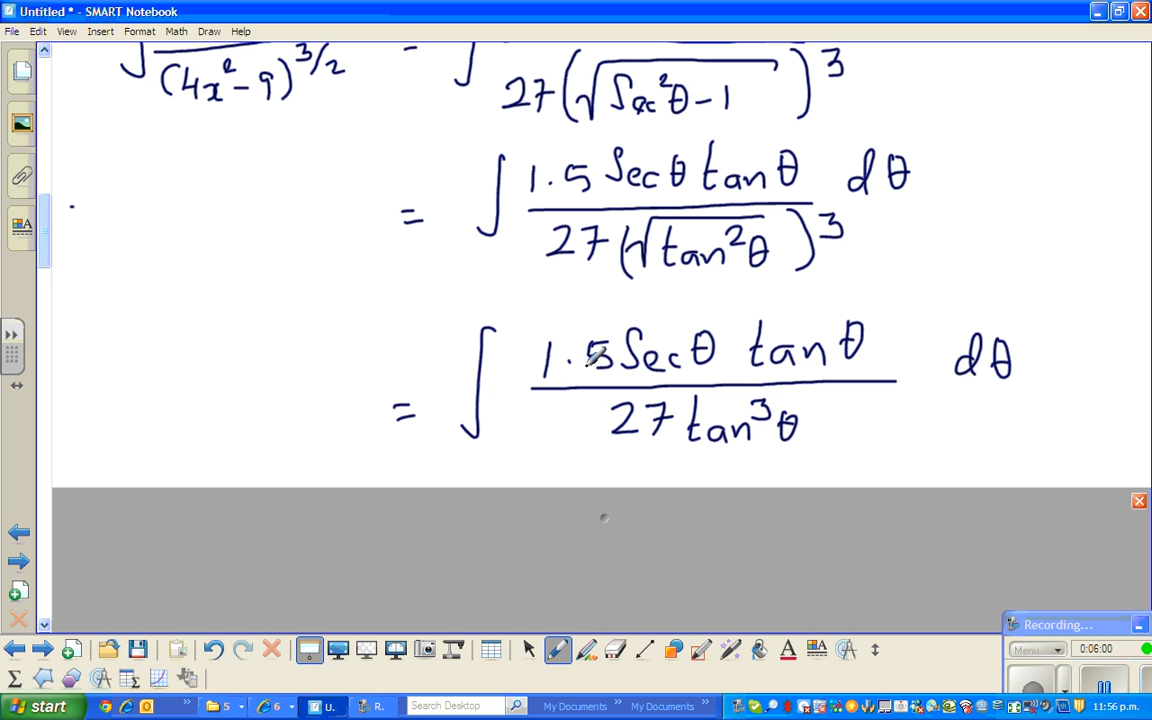 Untitled * - SMART Notebook
File Edit View Insert Format Math Draw Help
∫ (4x² - 9)^3/2 = ∫ 27(√Sec²θ - 1)³
= ∫ 1.5 Secθ tanθ / 27(√tan²θ)³ dθ
= ∫ 1.5 Secθ tanθ / 27 tan³θ dθ
Recording...
Menu 0:06:00
start 5 6 U. R. Search Desktop My Documents My Documents 11:56 p.m.